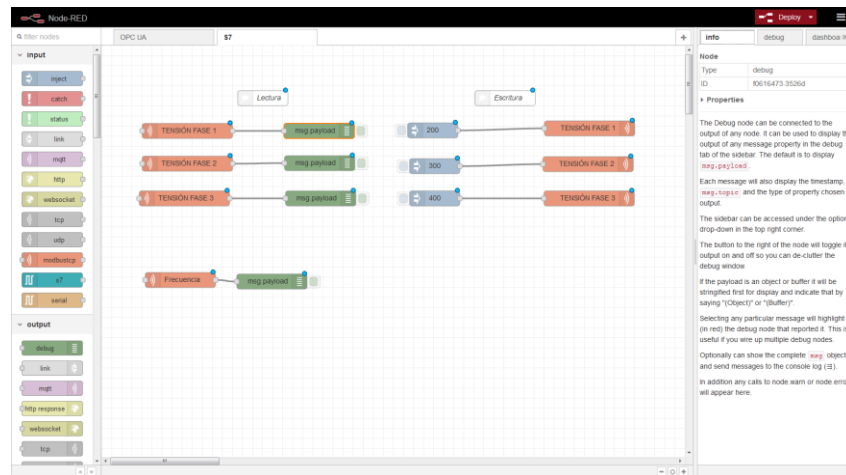 Node-RED
Deploy
filter nodes
input
inject
catch
status
link
mqtt
http
websocket
tcp
udp
modbustcp
s7
serial
output
debug
link
mqtt
http response
websocket
tcp
OPC UA
S7
Lectura
Escritura
TENSIÓN FASE 1
msg.payload
200
TENSIÓN FASE 1
TENSIÓN FASE 2
msg.payload
300
TENSIÓN FASE 2
TENSIÓN FASE 3
msg.payload
400
TENSIÓN FASE 3
Frecuencia
msg.payload
info
debug
dashboa
Node
Type debug
ID f0616473.3526d
Properties
The Debug node can be connected to the
output of any node. It can be used to display th
output of any message property in the debug
tab of the sidebar. The default is to display
msg.payload.
Each message will also display the timestamp,
msg.topic and the type of property chosen
output.
The sidebar can be accessed under the option
drop-down in the top right corner.
The button to the right of the node will toggle it
output on and off so you can de-clutter the
debug window.
If the payload is an object or buffer it will be
stringified first for display and indicate that by
saying "(Object)" or "(Buffer)".
Selecting any particular message will highlight
(in red) the debug node that reported it. This is
useful if you wire up multiple debug nodes.
Optionally can show the complete msg object
and send messages to the console log
In addition any calls to node.warn or node.erro
will appear here.